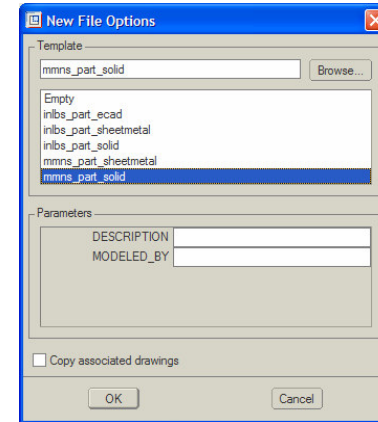 New File Options
Template
mmns_part_solid
Browse...
Empty
inlbs_part_ecad
inlbs_part_sheetmetal
inlbs_part_solid
mmns_part_sheetmetal
mmns_part_solid
Parameters
DESCRIPTION
MODELED_BY
Copy associated drawings
OK
Cancel